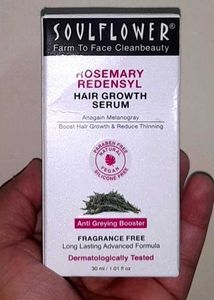 SOULFLOWER®
Farm To Face Cleanbeauty
ROSEMARY
REDENSYL
HAIR GROWTH
SERUM
Anagain Melanogray
Boost Hair Growth & Reduce Thinning
PARABEN FREE
NATURAL
VEGAN
SILICONE FREE
Anti Greying Booster
FRAGRANCE FREE
Long Lasting Advanced Formula
Dermatologically Tested
30 ml / 1.01 fl oz